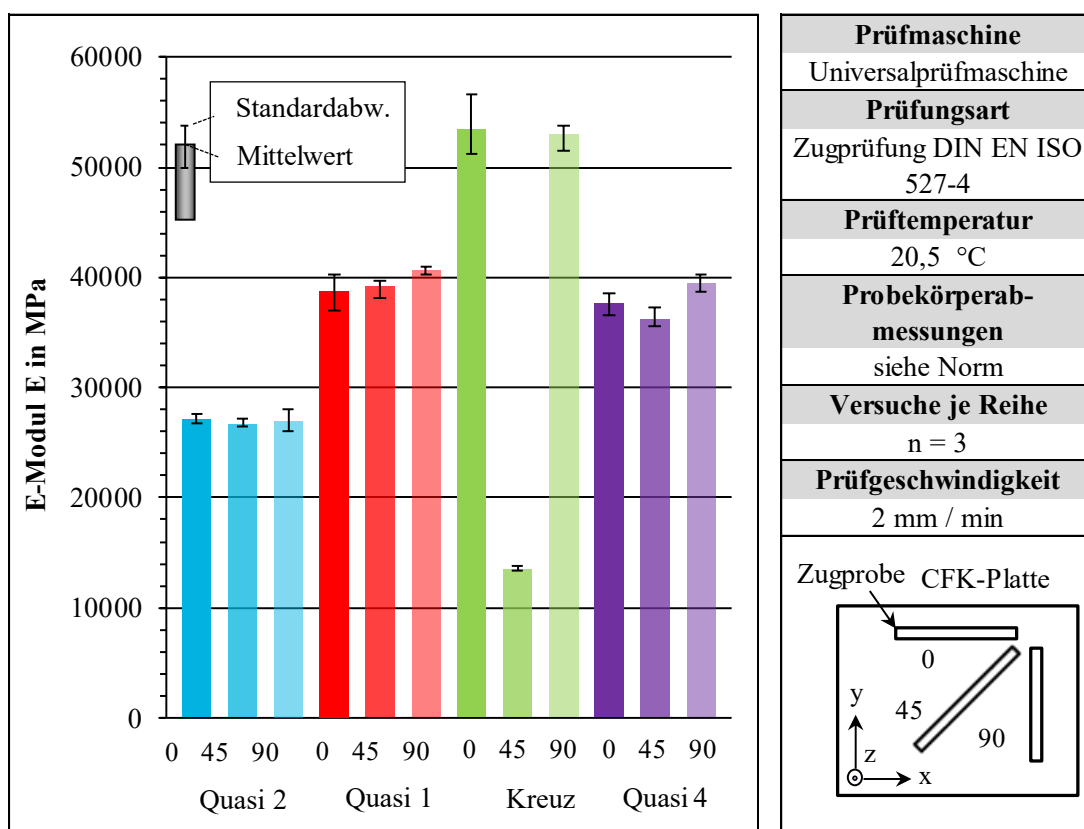 60000
50000
40000
30000
20000
10000
0
E-Modul E in MPa
Standardabw.
Mittelwert
0 45 90 0 45 90 0 45 90 0 45 90
Quasi 2 Quasi 1 Kreuz Quasi 4
Prüfmaschine
Universalprüfmaschine
Prüfungsart
Zugprüfung DIN EN ISO
527-4
Prüftemperatur
20,5 °C
Probekörperab-
messungen
siehe Norm
Versuche je Reihe
n = 3
Prüfgeschwindigkeit
2 mm / min
Zugprobe CFK-Platte
0
45
90
y
z
x